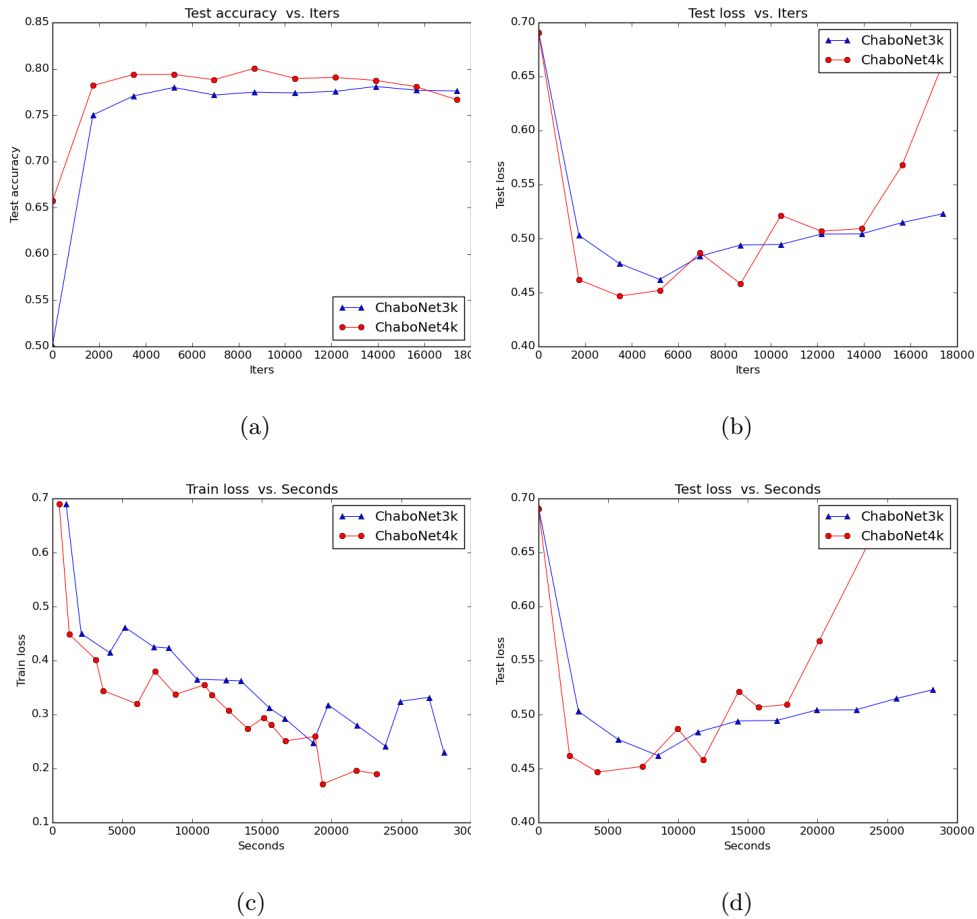 Test accuracy vs. Iters
0.85
0.80
0.75
0.70
0.65
0.60
0.55
0.50
Test accuracy
ChaboNet3k
ChaboNet4k
0 2000 4000 6000 8000 10000 12000 14000 16000 180
Iters
(a)
Test loss vs. Iters
0.70
0.65
0.60
0.55
0.50
0.45
0.40
Test loss
ChaboNet3k
ChaboNet4k
0 2000 4000 6000 8000 10000 12000 14000 16000 18000
Iters
(b)
Train loss vs. Seconds
0.7
0.6
0.5
0.4
0.3
0.2
0.1
Train loss
ChaboNet3k
ChaboNet4k
0 5000 10000 15000 20000 25000 300
Seconds
(c)
Test loss vs. Seconds
0.70
0.65
0.60
0.55
0.50
0.45
0.40
Test loss
ChaboNet3k
ChaboNet4k
0 5000 10000 15000 20000 25000 30000
Seconds
(d)